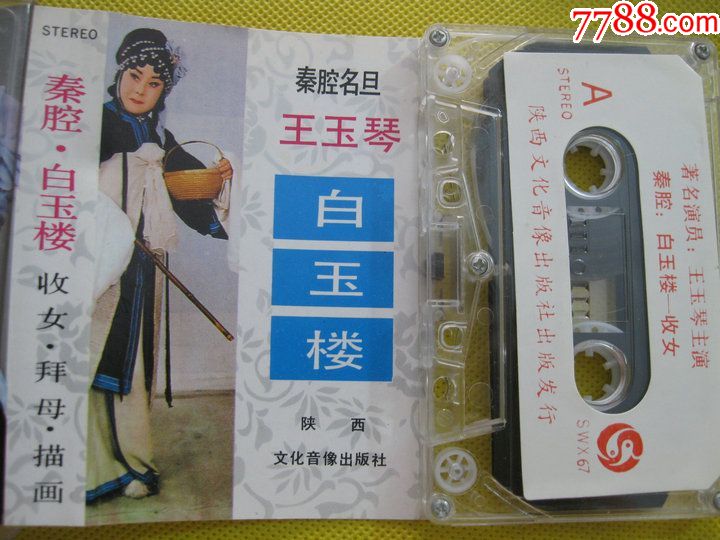 7788.com
STEREO
秦腔·白玉楼
收女·拜母·描画
秦腔名旦
王玉琴
白
玉
楼
陕西
文化音像出版社
A
STEREO
著名演员：王玉琴主演
秦腔：白玉楼—收女
陕西文化音像出版社出版发行
SWX67